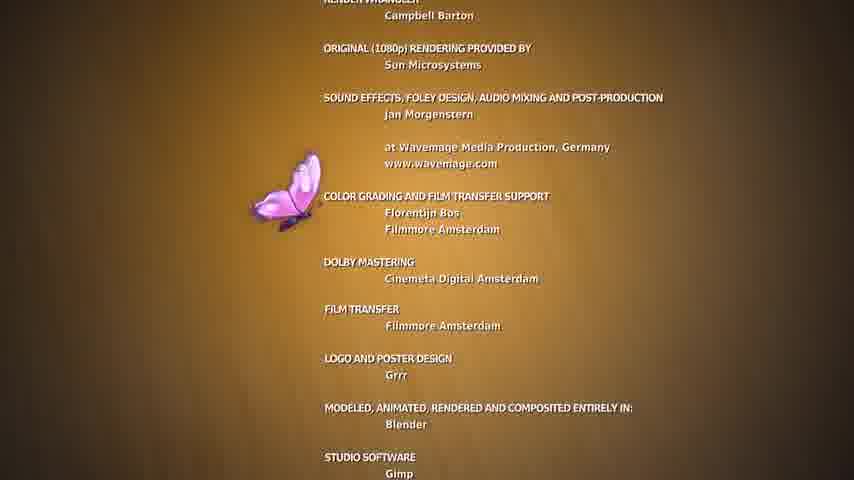 RENDER WRANGLER
Campbell Barton
ORIGINAL (1080p) RENDERING PROVIDED BY
Sun Microsystems
SOUND EFFECTS, FOLEY DESIGN, AUDIO MIXING AND POST-PRODUCTION
Jan Morgenstern
at Wavemage Media Production, Germany
www.wavemage.com
COLOR GRADING AND FILM TRANSFER SUPPORT
Florentijn Bos
Filmmore Amsterdam
DOLBY MASTERING
Cinemeta Digital Amsterdam
FILM TRANSFER
Filmmore Amsterdam
LOGO AND POSTER DESIGN
Grrr
MODELED, ANIMATED, RENDERED AND COMPOSITED ENTIRELY IN:
Blender
STUDIO SOFTWARE
Gimp